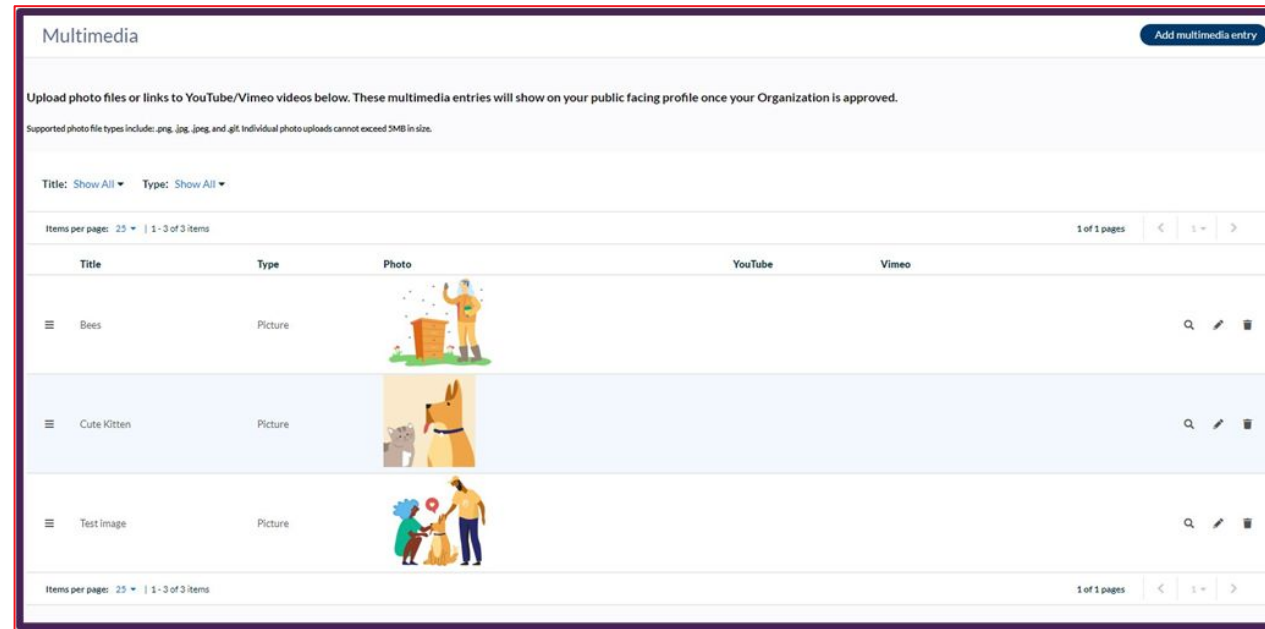 Multimedia
Add multimedia entry
Upload photo files or links to YouTube/Vimeo videos below. These multimedia entries will show on your public facing profile once your Organization is approved.
Supported photo file types include: .png, .jpg, .jpeg, and .git. Individual photo uploads cannot exceed 5MB in size.
Title: Show All Type: Show All
Items per page: 25 | 1 - 3 of 3 items 1 of 1 pages 1
Title Type Photo YouTube Vimeo
Bees Picture
Cute Kitten Picture
Test image Picture
Items per page: 25 | 1 - 3 of 3 items 1 of 1 pages 1